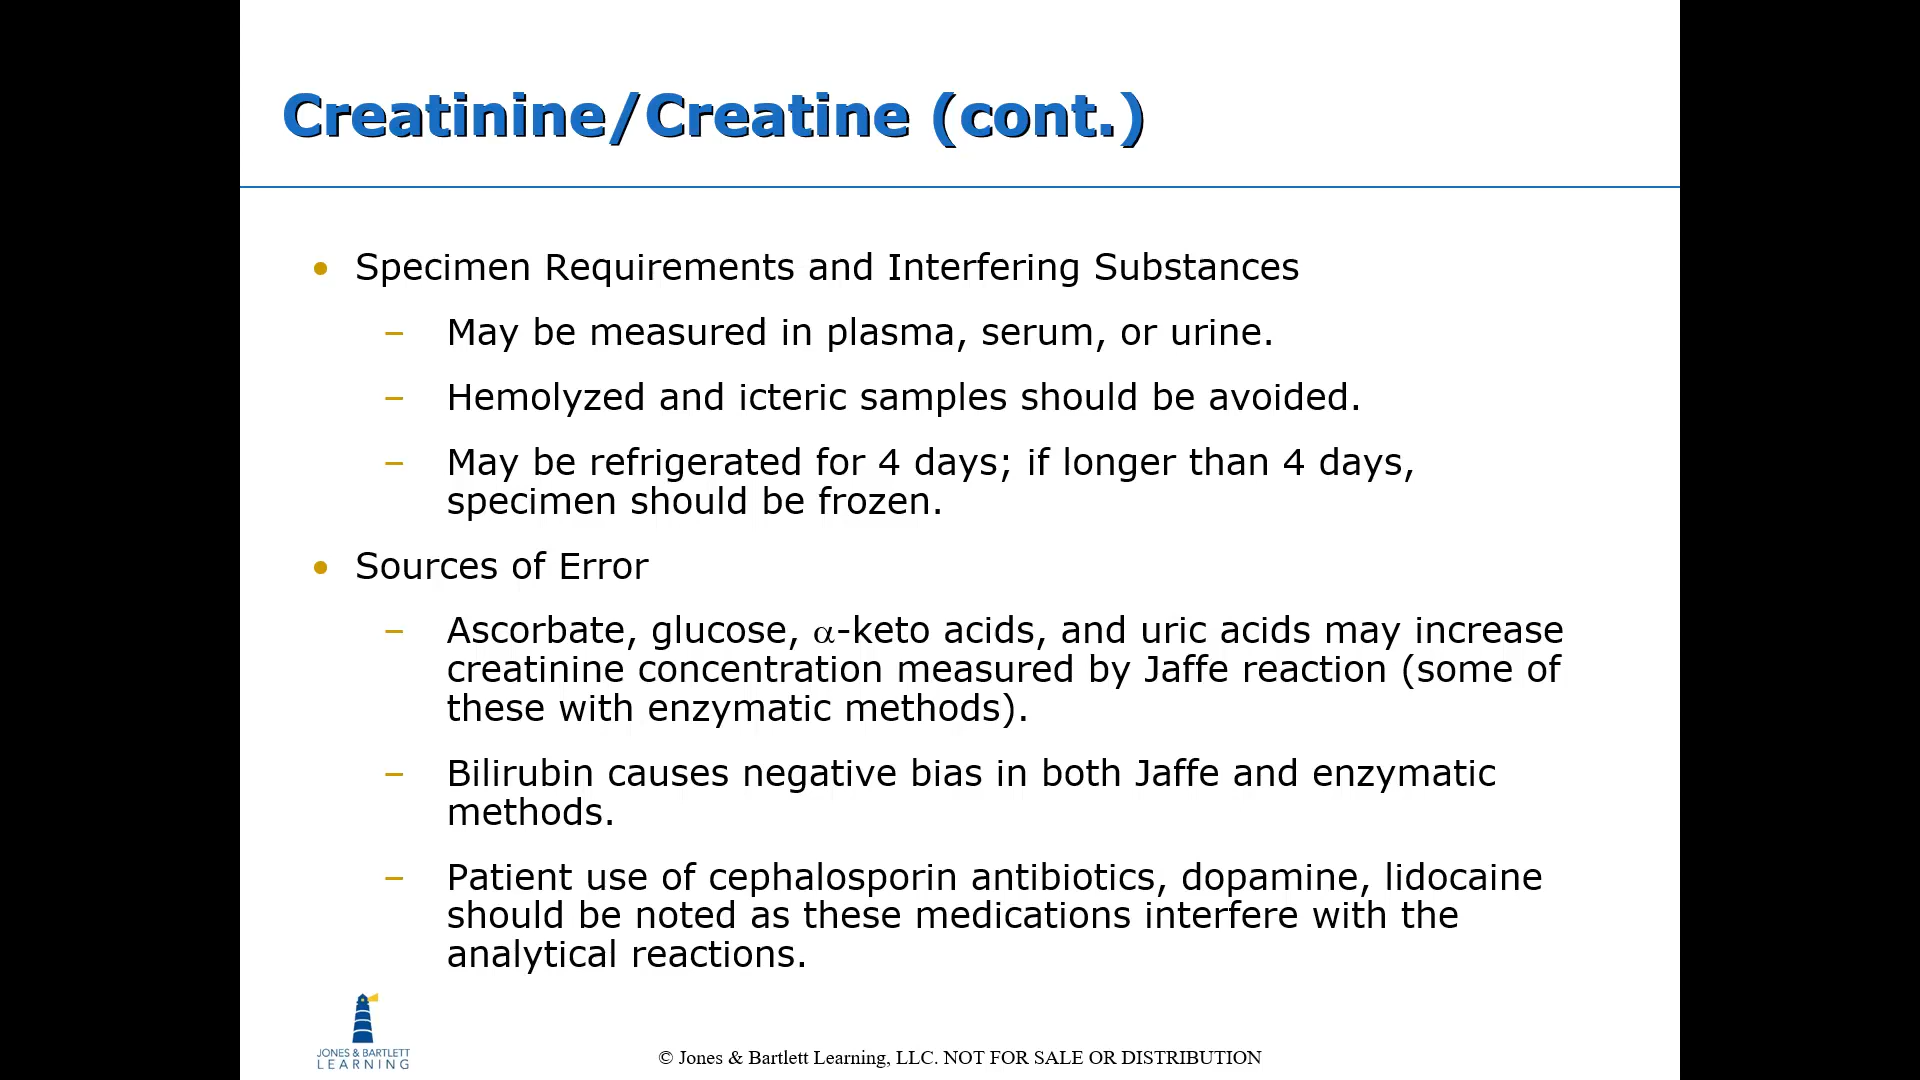 Creatinine/Creatine (cont.)
• Specimen Requirements and Interfering Substances
– May be measured in plasma, serum, or urine.
– Hemolyzed and icteric samples should be avoided.
– May be refrigerated for 4 days; if longer than 4 days,
specimen should be frozen.
• Sources of Error
– Ascorbate, glucose, α-keto acids, and uric acids may increase
creatinine concentration measured by Jaffe reaction (some of
these with enzymatic methods).
– Bilirubin causes negative bias in both Jaffe and enzymatic
methods.
– Patient use of cephalosporin antibiotics, dopamine, lidocaine
should be noted as these medications interfere with the
analytical reactions.
JONES & BARTLETT
LEARNING
© Jones & Bartlett Learning, LLC. NOT FOR SALE OR DISTRIBUTION